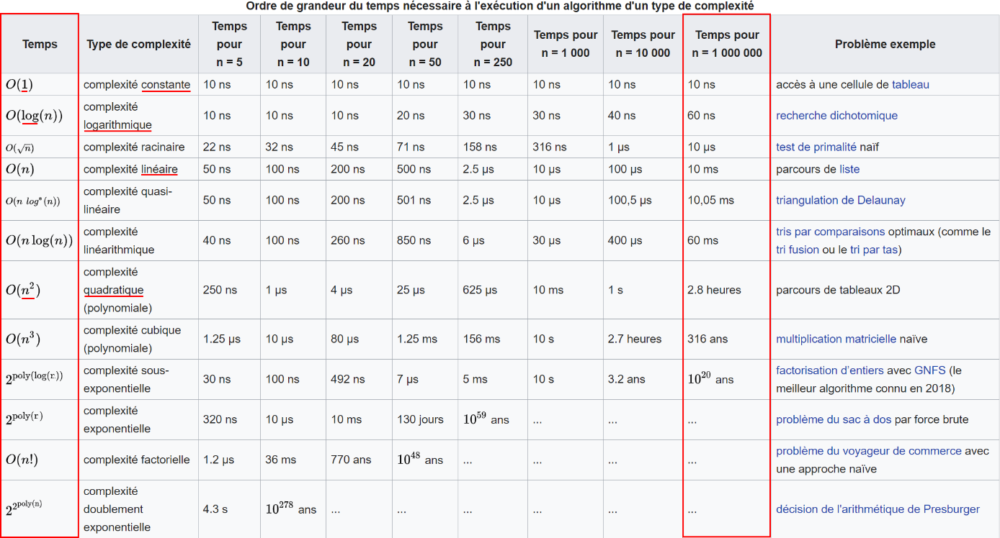 Ordre de grandeur du temps nécessaire à l'exécution d'un algorithme d'un type de complexité
Temps Type de complexité Temps pour n = 5 Temps pour n = 10 Temps pour n = 20 Temps pour n = 50 Temps pour n = 250 Temps pour n = 1 000 Temps pour n = 10 000 Temps pour n = 1 000 000 Problème exemple
O(1) complexité constante 10 ns 10 ns 10 ns 10 ns 10 ns 10 ns 10 ns 10 ns accès à une cellule de tableau
O(log(n)) complexité logarithmique 10 ns 10 ns 10 ns 20 ns 30 ns 30 ns 40 ns 60 ns recherche dichotomique
O(√n) complexité racinaire 22 ns 32 ns 45 ns 71 ns 158 ns 316 ns 1 µs 10 µs test de primalité naïf
O(n) complexité linéaire 50 ns 100 ns 200 ns 500 ns 2.5 µs 10 µs 100 µs 10 ms parcours de liste
O(n log*(n)) complexité quasi-linéaire 50 ns 100 ns 200 ns 501 ns 2.5 µs 10 µs 100,5 µs 10,05 ms triangulation de Delaunay
O(n log(n)) complexité linéarithmique 40 ns 100 ns 260 ns 850 ns 6 µs 30 µs 400 µs 60 ms tris par comparaisons optimaux (comme le tri fusion ou le tri par tas)
O(n²) complexité quadratique (polynomiale) 250 ns 1 µs 4 µs 25 µs 625 µs 10 ms 1 s 2.8 heures parcours de tableaux 2D
O(n³) complexité cubique (polynomiale) 1.25 µs 10 µs 80 µs 1.25 ms 156 ms 10 s 2.7 heures 316 ans multiplication matricielle naïve
2^poly(log(n)) complexité sous-exponentielle 30 ns 100 ns 492 ns 7 µs 5 ms 10 s 3.2 ans 10²⁰ ans factorisation d'entiers avec GNFS (le meilleur algorithme connu en 2018)
2^poly(n) complexité exponentielle 320 ns 10 µs 10 ms 130 jours 10⁵⁹ ans ... ... ... problème du sac à dos par force brute
O(n!) complexité factorielle 1.2 µs 36 ms 770 ans 10⁴⁸ ans ... ... ... ... problème du voyageur de commerce avec une approche naïve
2^2^poly(n) complexité doublement exponentielle 4.3 s 10²⁷⁸ ans ... ... ... ... ... ... décision de l'arithmétique de Presburger